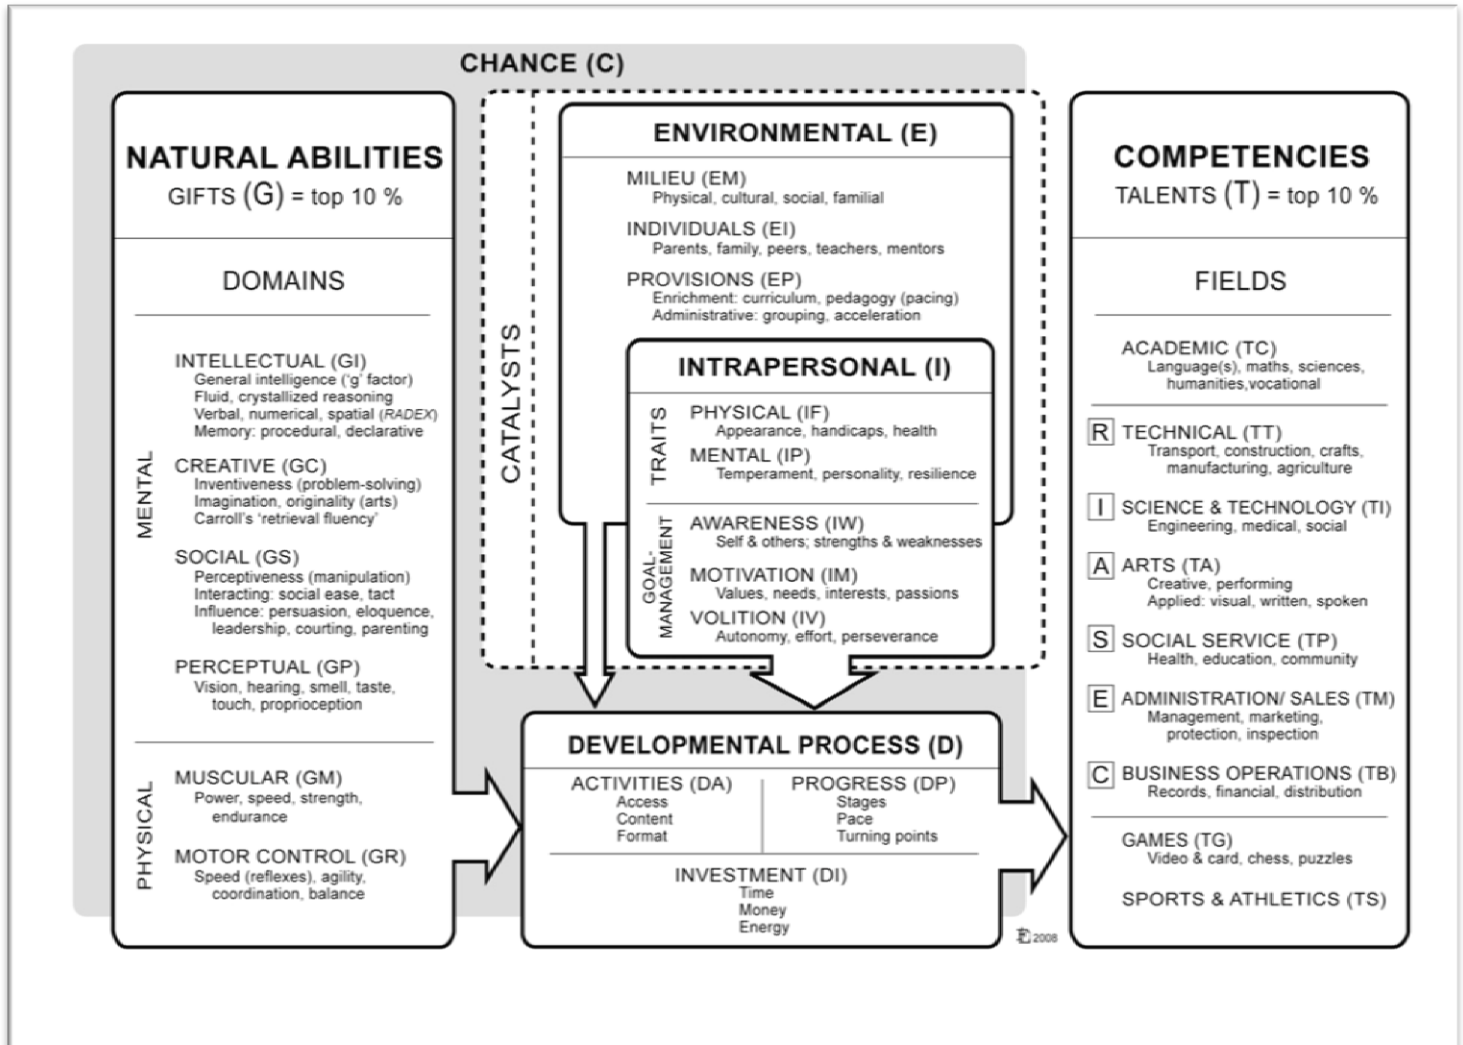 CHANCE (C)
NATURAL ABILITIES
GIFTS (G) = top 10 %
DOMAINS
MENTAL
INTELLECTUAL (GI)
General intelligence (‘g’ factor)
Fluid, crystallized reasoning
Verbal, numerical, spatial (RADEX)
Memory: procedural, declarative
CREATIVE (GC)
Inventiveness (problem-solving)
Imagination, originality (arts)
Carroll’s ‘retrieval fluency’
SOCIAL (GS)
Perceptiveness (manipulation)
Interacting: social ease, tact
Influence: persuasion, eloquence,
leadership, courting, parenting
PERCEPTUAL (GP)
Vision, hearing, smell, taste,
touch, proprioception
PHYSICAL
MUSCULAR (GM)
Power, speed, strength,
endurance
MOTOR CONTROL (GR)
Speed (reflexes), agility,
coordination, balance
CATALYSTS
ENVIRONMENTAL (E)
MILIEU (EM)
Physical, cultural, social, familial
INDIVIDUALS (EI)
Parents, family, peers, teachers, mentors
PROVISIONS (EP)
Enrichment: curriculum, pedagogy (pacing)
Administrative: grouping, acceleration
INTRAPERSONAL (I)
TRAITS
PHYSICAL (IF)
Appearance, handicaps, health
MENTAL (IP)
Temperament, personality, resilience
GOAL-
MANAGEMENT
AWARENESS (IW)
Self & others; strengths & weaknesses
MOTIVATION (IM)
Values, needs, interests, passions
VOLITION (IV)
Autonomy, effort, perseverance
DEVELOPMENTAL PROCESS (D)
ACTIVITIES (DA)
Access
Content
Format
PROGRESS (DP)
Stages
Pace
Turning points
INVESTMENT (DI)
Time
Money
Energy
2008
COMPETENCIES
TALENTS (T) = top 10 %
FIELDS
ACADEMIC (TC)
Language(s), maths, sciences,
humanities,vocational
R TECHNICAL (TT)
Transport, construction, crafts,
manufacturing, agriculture
I SCIENCE & TECHNOLOGY (TI)
Engineering, medical, social
A ARTS (TA)
Creative, performing
Applied: visual, written, spoken
S SOCIAL SERVICE (TP)
Health, education, community
E ADMINISTRATION/ SALES (TM)
Management, marketing,
protection, inspection
C BUSINESS OPERATIONS (TB)
Records, financial, distribution
GAMES (TG)
Video & card, chess, puzzles
SPORTS & ATHLETICS (TS)